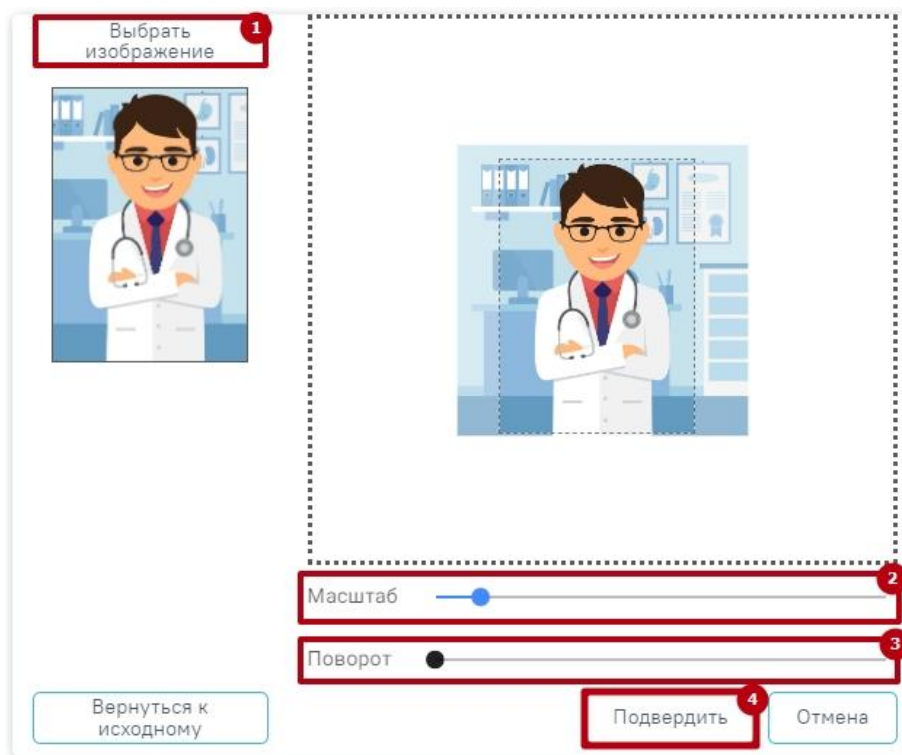 Выбрать
изображение
1
Масштаб
2
Поворот
3
Вернуться к
исходному
Подвердить
4
Отмена